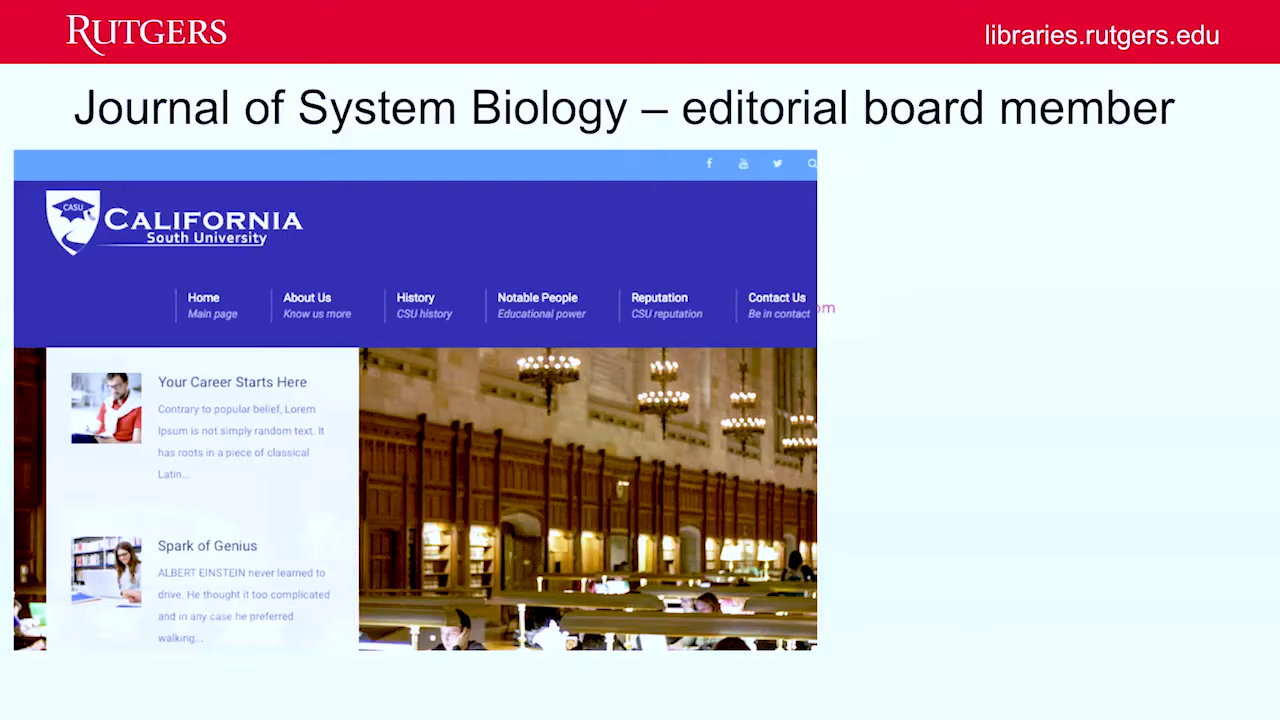 RUTGERS
libraries.rutgers.edu
Journal of System Biology – editorial board member
CASU
CALIFORNIA
South University
Home
Main page
About Us
Know us more
History
CSU history
Notable People
Educational power
Reputation
CSU reputation
Contact Us
Be in contact
om
Your Career Starts Here
Contrary to popular belief, Lorem
Ipsum is not simply random text. It
has roots in a piece of classical
Latin...
Spark of Genius
ALBERT EINSTEIN never learned to
drive. He thought it too complicated
and in any case he preferred
walking...